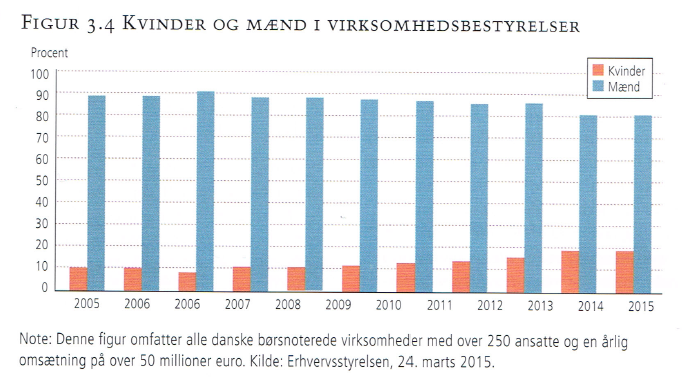 FIGUR 3.4 KVINDER OG MÆND I VIRKSOMHEDSBESTYRELSER
Procent
100
90
80
70
60
50
40
30
20
10
0
Kvinder
Mænd
2005 2006 2006 2007 2008 2009 2010 2011 2012 2013 2014 2015
Note: Denne figur omfatter alle danske børsnoterede virksomheder med over 250 ansatte og en årlig
omsætning på over 50 millioner euro. Kilde: Erhvervsstyrelsen, 24. marts 2015.